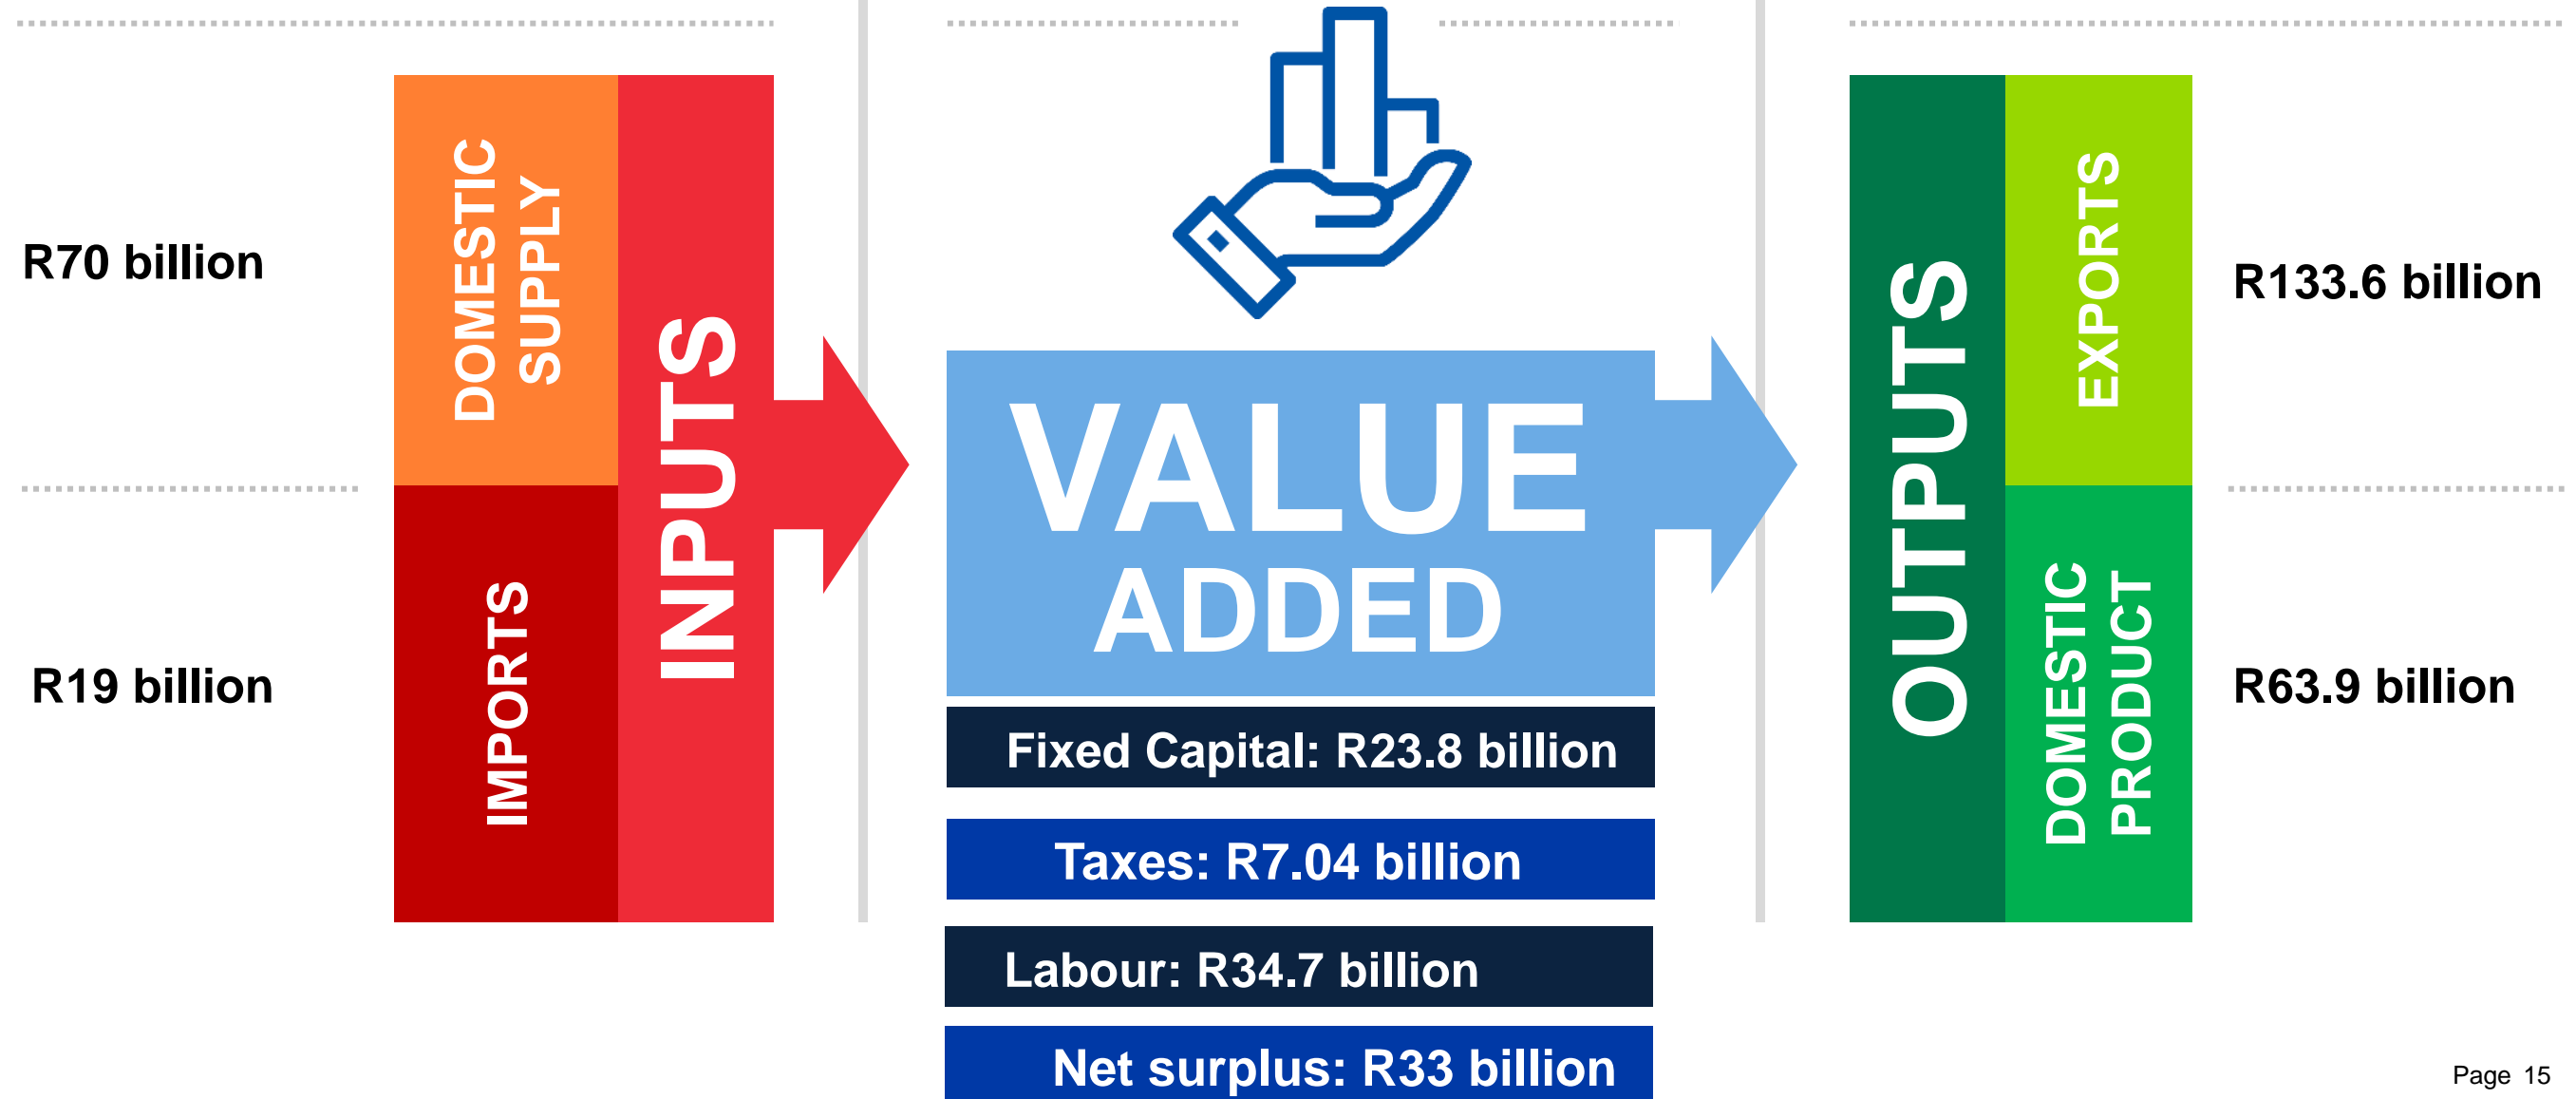 R70 billion
R19 billion
DOMESTIC
SUPPLY
IMPORTS
INPUTS
VALUE
ADDED
Fixed Capital: R23.8 billion
Taxes: R7.04 billion
Labour: R34.7 billion
Net surplus: R33 billion
OUTPUTS
EXPORTS
DOMESTIC
PRODUCT
R133.6 billion
R63.9 billion
Page 15